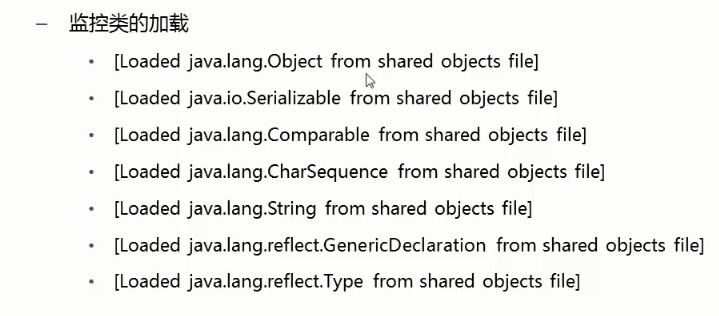 – 监控类的加载
• [Loaded java.lang.Object from shared objects file]
• [Loaded java.io.Serializable from shared objects file]
• [Loaded java.lang.Comparable from shared objects file]
• [Loaded java.lang.CharSequence from shared objects file]
• [Loaded java.lang.String from shared objects file]
• [Loaded java.lang.reflect.GenericDeclaration from shared objects file]
• [Loaded java.lang.reflect.Type from shared objects file]